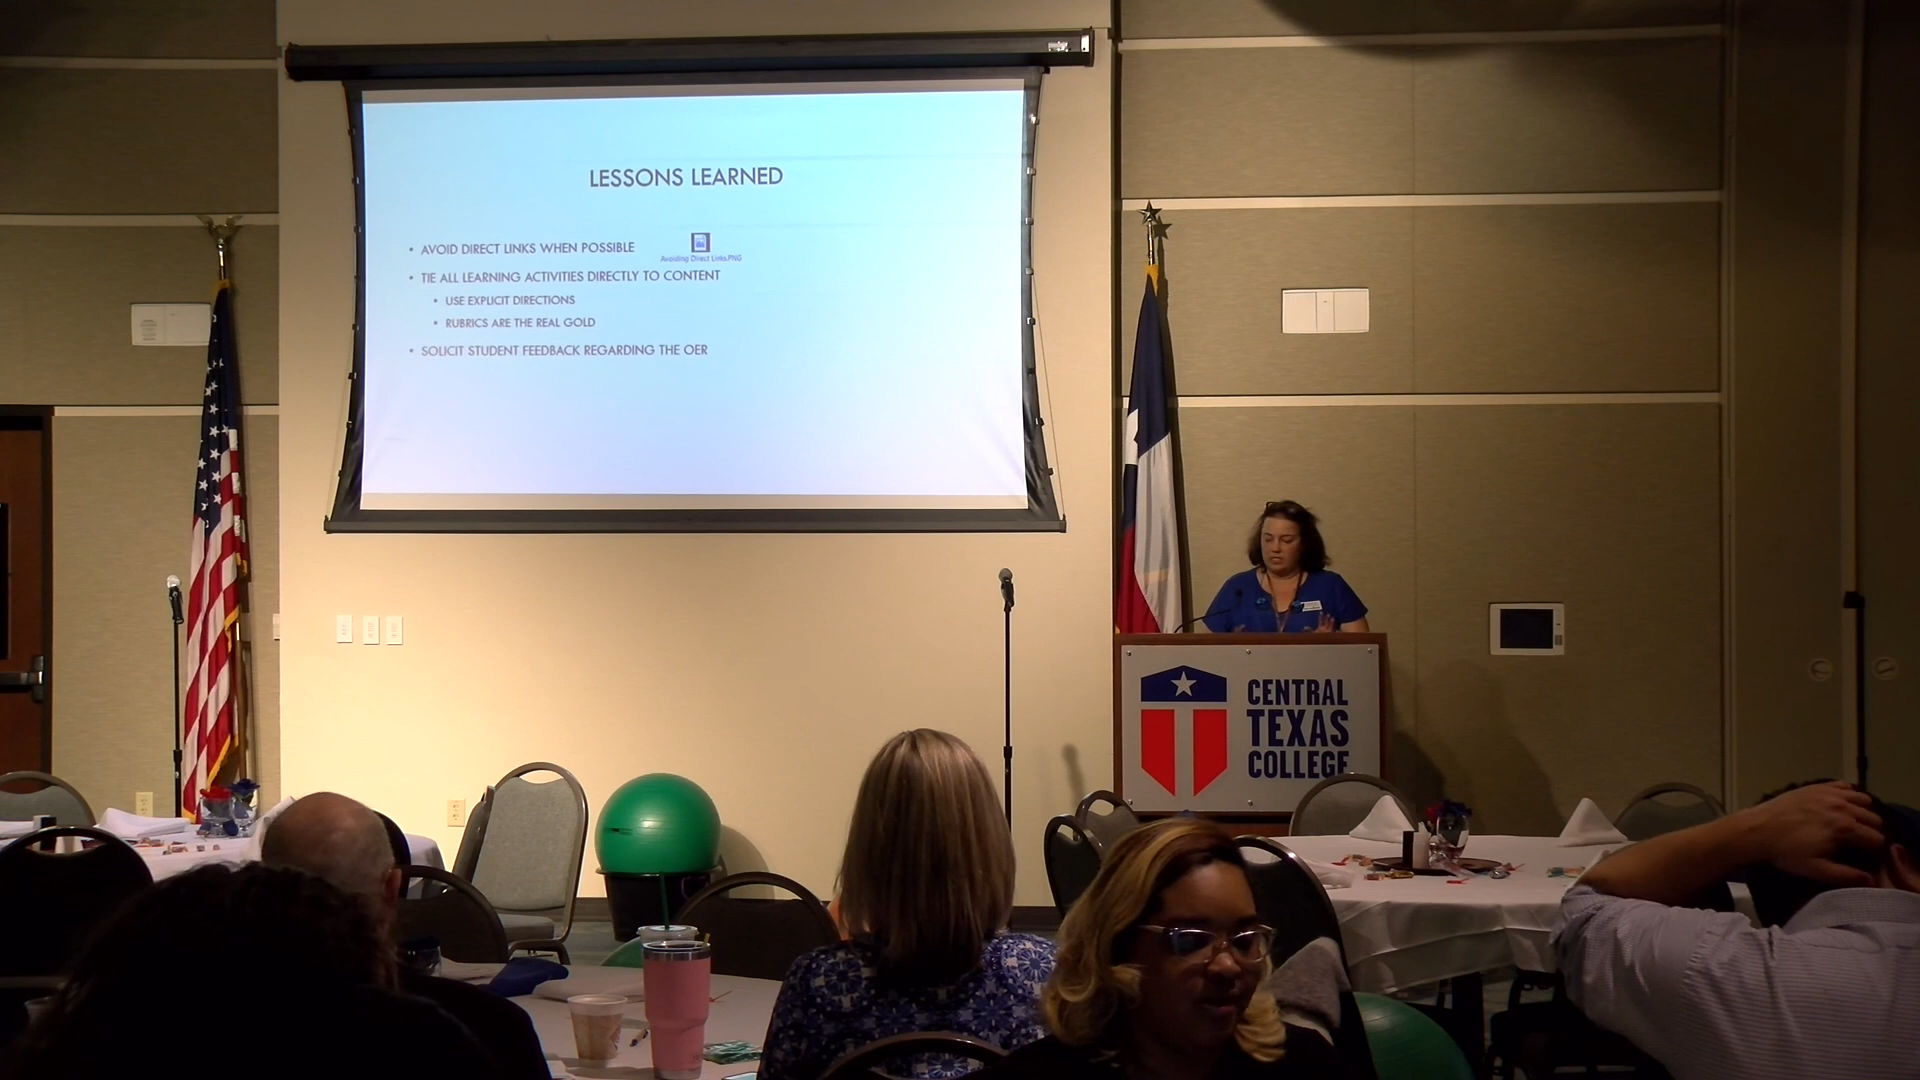 LESSONS LEARNED
• AVOID DIRECT LINKS WHEN POSSIBLE
Avoiding Direct Links.PNG
• TIE ALL LEARNING ACTIVITIES DIRECTLY TO CONTENT
• USE EXPLICIT DIRECTIONS
• RUBRICS ARE THE REAL GOLD
• SOLICIT STUDENT FEEDBACK REGARDING THE OER
CENTRAL
TEXAS
COLLEGE